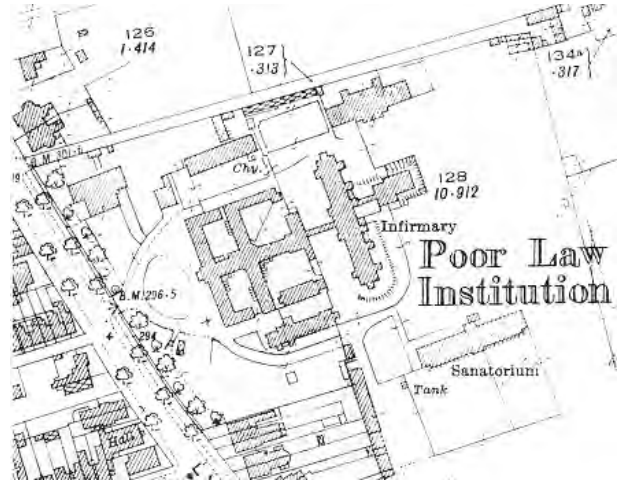 126
1·414
127
·313
134a
·317
B.M. 301·6
Chy.
128
10·912
Infirmary
Poor Law
Institution
B.M. 296·5
294
Sanatorium
Tank
Hall
L